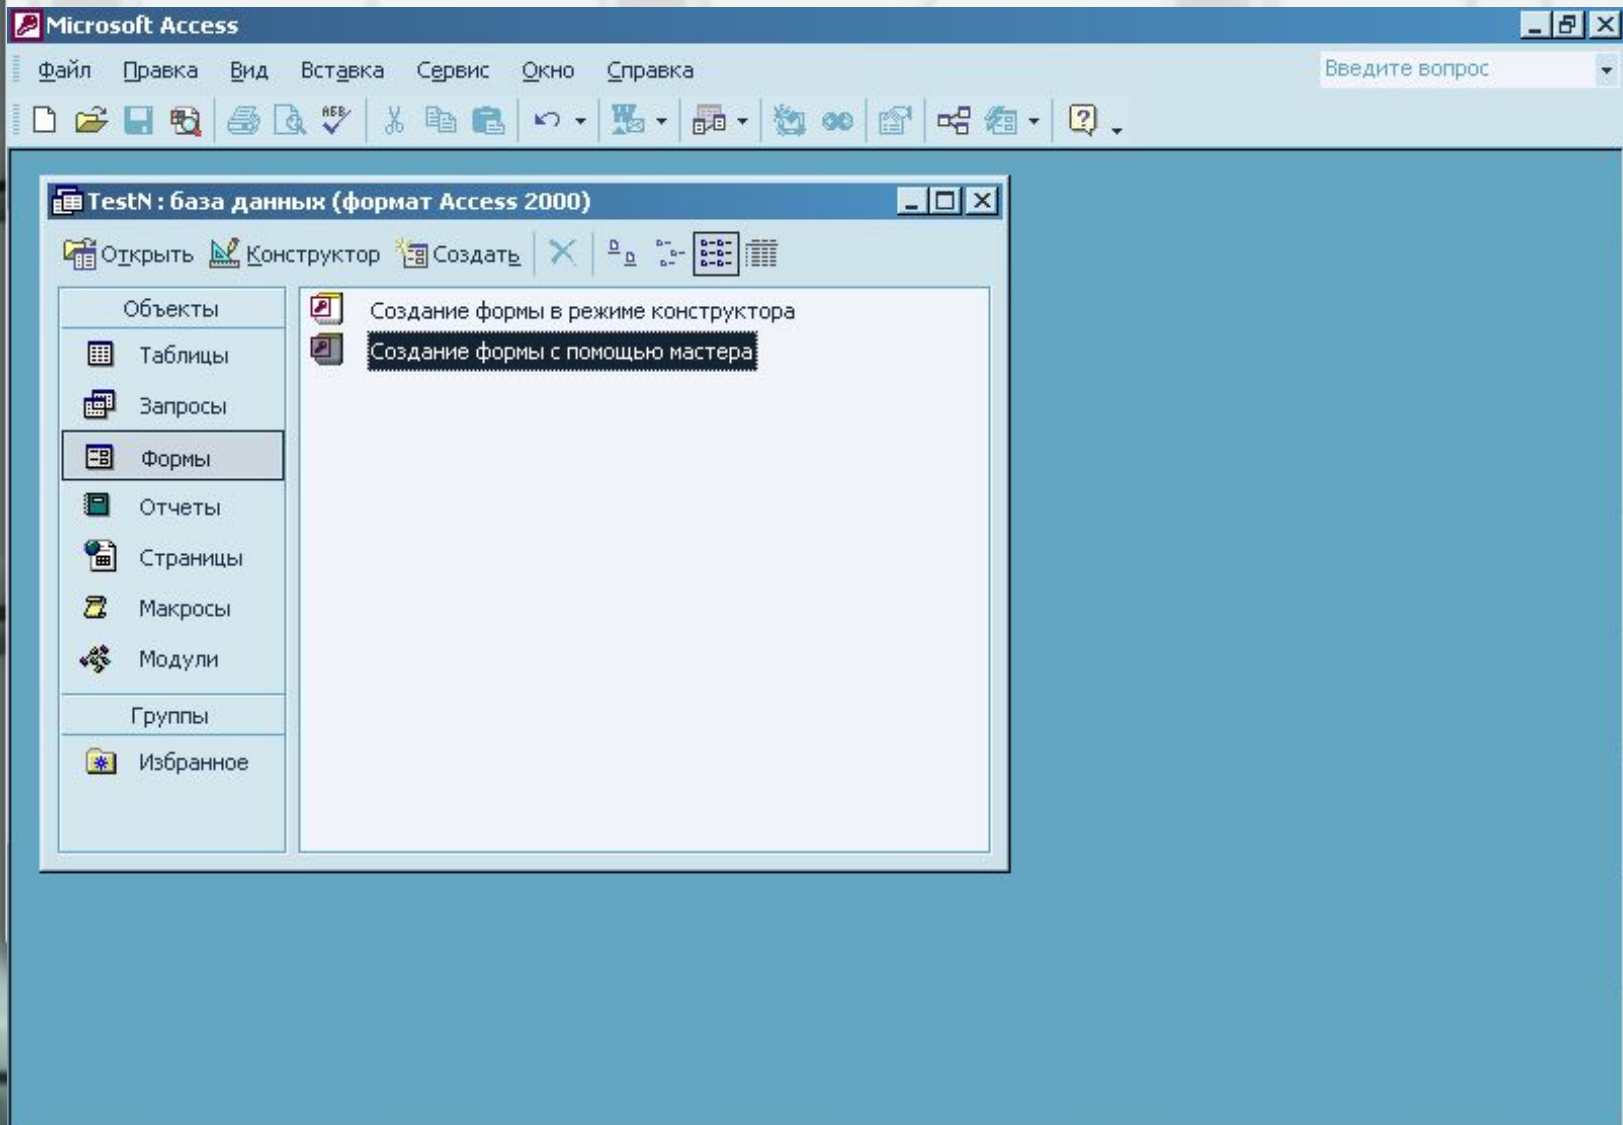 Microsoft Access
Файл Правка Вид Вставка Сервис Окно Справка Введите вопрос
TestN : база данных (формат Access 2000)
Открыть Конструктор Создать
Объекты
Таблицы
Запросы
Формы
Отчеты
Страницы
Макросы
Модули
Группы
Избранное
Создание формы в режиме конструктора
Создание формы с помощью мастера